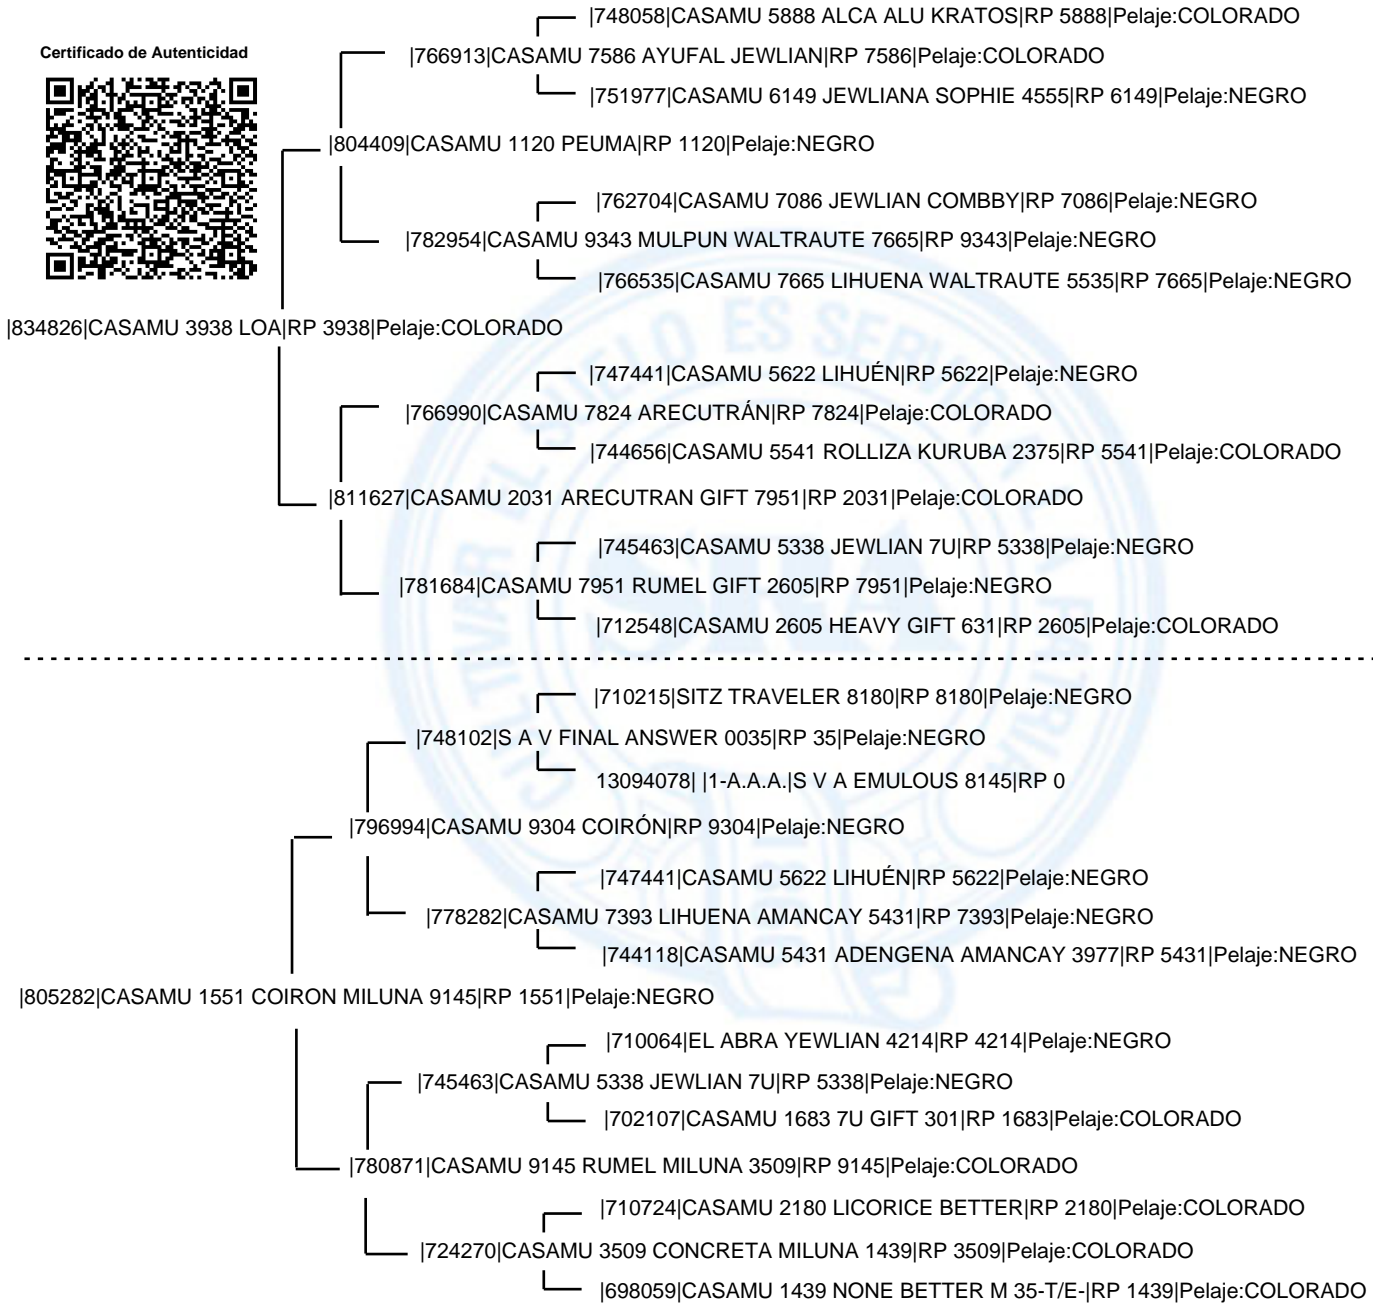 |748058|CASAMU 5888 ALCA ALU KRATOS|RP 5888|Pelaje:COLORADO
Certificado de Autenticidad
|766913|CASAMU 7586 AYUFAL JEWLIAN|RP 7586|Pelaje:COLORADO
|751977|CASAMU 6149 JEWLIANA SOPHIE 4555|RP 6149|Pelaje:NEGRO
|804409|CASAMU 1120 PEUMA|RP 1120|Pelaje:NEGRO
|762704|CASAMU 7086 JEWLIAN COMBBY|RP 7086|Pelaje:NEGRO
|782954|CASAMU 9343 MULPUN WALTRAUTE 7665|RP 9343|Pelaje:NEGRO
|766535|CASAMU 7665 LIHUENA WALTRAUTE 5535|RP 7665|Pelaje:NEGRO
|834826|CASAMU 3938 LOA|RP 3938|Pelaje:COLORADO
|747441|CASAMU 5622 LIHUÉN|RP 5622|Pelaje:NEGRO
|766990|CASAMU 7824 ARECUTRÁN|RP 7824|Pelaje:COLORADO
|744656|CASAMU 5541 ROLLIZA KURUBA 2375|RP 5541|Pelaje:COLORADO
|811627|CASAMU 2031 ARECUTRAN GIFT 7951|RP 2031|Pelaje:COLORADO
|745463|CASAMU 5338 JEWLIAN 7U|RP 5338|Pelaje:NEGRO
|781684|CASAMU 7951 RUMEL GIFT 2605|RP 7951|Pelaje:NEGRO
|712548|CASAMU 2605 HEAVY GIFT 631|RP 2605|Pelaje:COLORADO
|710215|SITZ TRAVELER 8180|RP 8180|Pelaje:NEGRO
|748102|S A V FINAL ANSWER 0035|RP 35|Pelaje:NEGRO
13094078| |1-A.A.A.|S V A EMULOUS 8145|RP 0
|796994|CASAMU 9304 COIRÓN|RP 9304|Pelaje:NEGRO
|747441|CASAMU 5622 LIHUÉN|RP 5622|Pelaje:NEGRO
|778282|CASAMU 7393 LIHUENA AMANCAY 5431|RP 7393|Pelaje:NEGRO
|744118|CASAMU 5431 ADENGENA AMANCAY 3977|RP 5431|Pelaje:NEGRO
|805282|CASAMU 1551 COIRON MILUNA 9145|RP 1551|Pelaje:NEGRO
|710064|EL ABRA YEWLIAN 4214|RP 4214|Pelaje:NEGRO
|745463|CASAMU 5338 JEWLIAN 7U|RP 5338|Pelaje:NEGRO
|702107|CASAMU 1683 7U GIFT 301|RP 1683|Pelaje:COLORADO
|780871|CASAMU 9145 RUMEL MILUNA 3509|RP 9145|Pelaje:COLORADO
|710724|CASAMU 2180 LICORICE BETTER|RP 2180|Pelaje:COLORADO
|724270|CASAMU 3509 CONCRETA MILUNA 1439|RP 3509|Pelaje:COLORADO
|698059|CASAMU 1439 NONE BETTER M 35-T/E-|RP 1439|Pelaje:COLORADO
CULTIVAR EL SUELO ES SERVIR A LA PATRIA
SRA